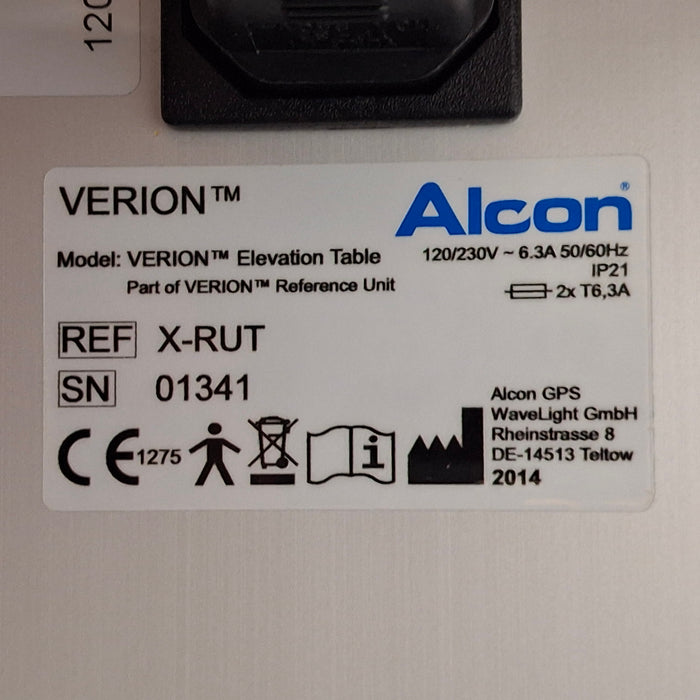 120
VERION™
Alcon®
Model: VERION™ Elevation Table
Part of VERION™ Reference Unit
120/230V ~ 6.3A 50/60Hz
IP21
2x T6,3A
REF X-RUT
SN 01341
CE 1275
i
Alcon GPS
WaveLight GmbH
Rheinstrasse 8
DE-14513 Teltow
2014